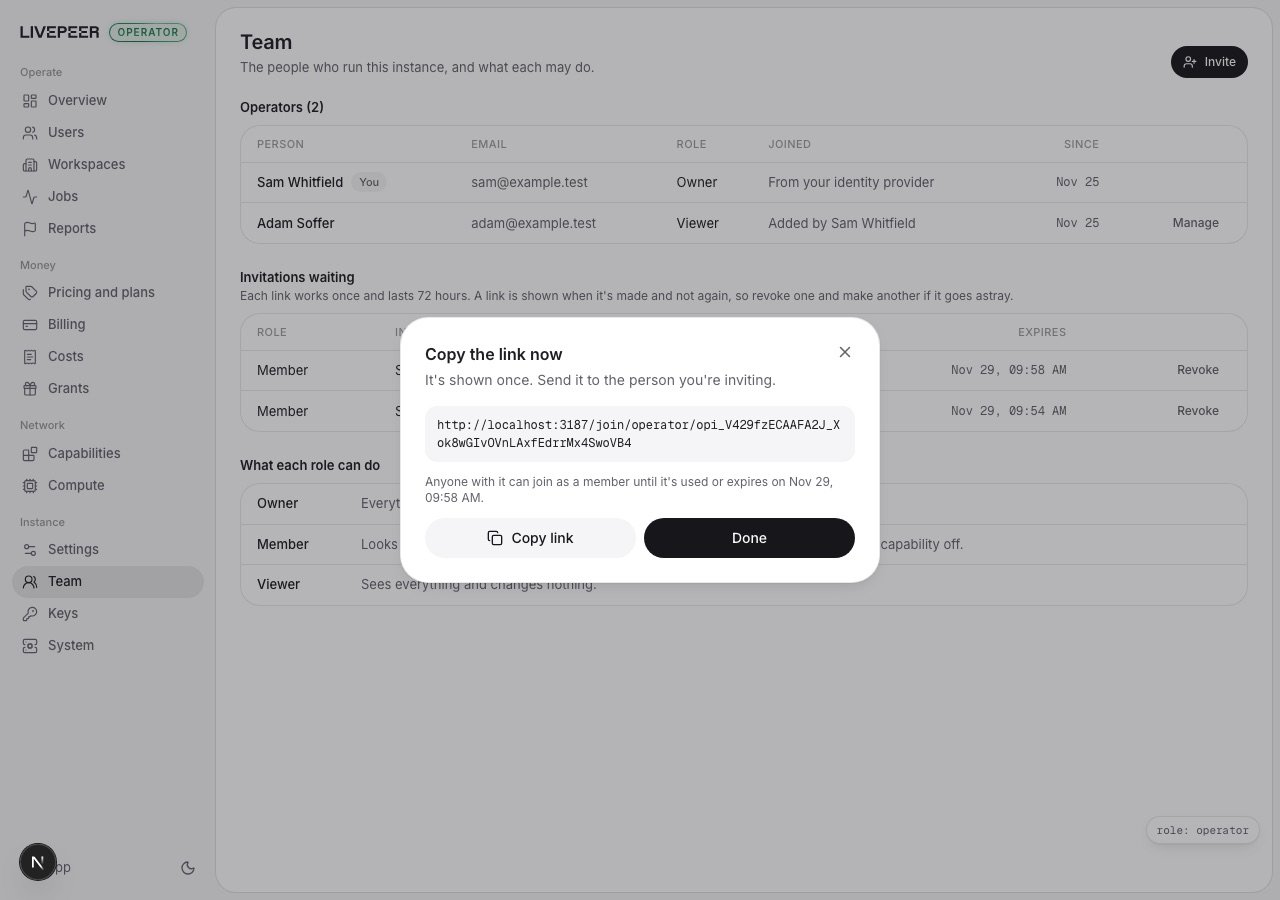 LIVEPEER OPERATOR
Operate
Overview
Users
Workspaces
Jobs
Reports
Money
Pricing and plans
Billing
Costs
Grants
Network
Capabilities
Compute
Instance
Settings
Team
Keys
System
N
pp
Team
The people who run this instance, and what each may do.
Invite
Operators (2)
PERSON EMAIL ROLE JOINED SINCE
Sam Whitfield You sam@example.test Owner From your identity provider Nov 25
Adam Soffer adam@example.test Viewer Added by Sam Whitfield Nov 25 Manage
Invitations waiting
Each link works once and lasts 72 hours. A link is shown when it's made and not again, so revoke one and make another if it goes astray.
ROLE EXPIRES
Member Nov 29, 09:58 AM Revoke
Member Nov 29, 09:54 AM Revoke
What each role can do
Owner
Member Looks capability off.
Viewer Sees everything and changes nothing.
Copy the link now
It's shown once. Send it to the person you're inviting.
http://localhost:3187/join/operator/opi_V429fzECAAFA2J_X
ok8wGIvOVnLAxfEdrrMx4SwoVB4
Anyone with it can join as a member until it's used or expires on Nov 29,
09:58 AM.
Copy link
Done
role: operator